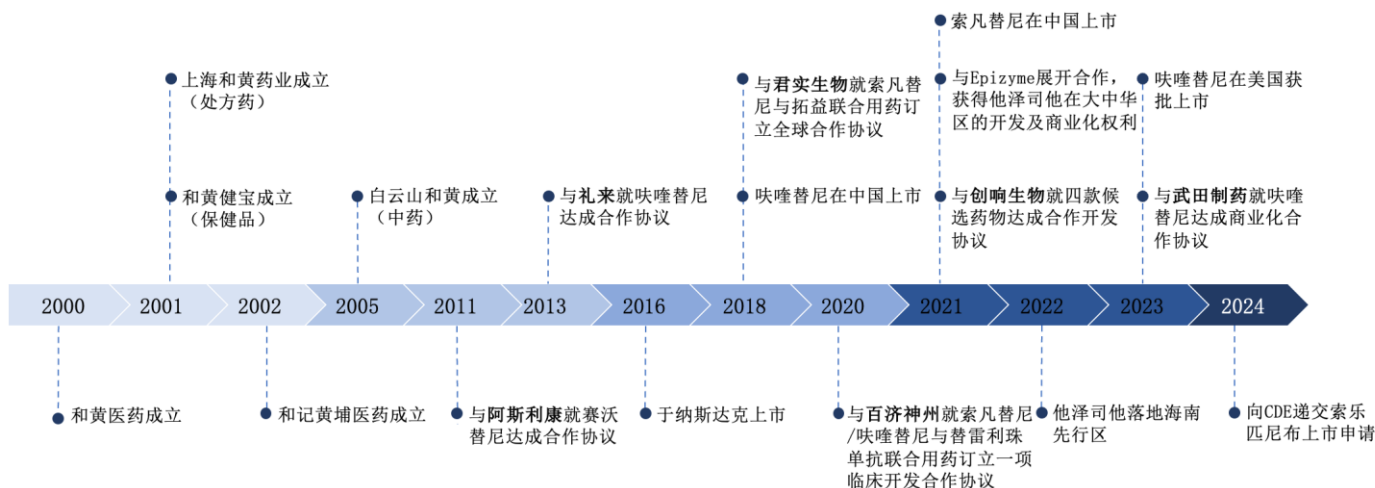 索凡替尼在中国上市
上海和黄药业成立
（处方药）
与君实生物就索凡替
尼与拓益联合用药订
立全球合作协议
与Epizyme展开合作，
获得他泽司他在大中华
区的开发及商业化权利
呋喹替尼在美国获
批上市
和黄健宝成立
（保健品）
白云山和黄成立
（中药）
与礼来就呋喹替尼
达成合作协议
呋喹替尼在中国上市
与创响生物就四款候
选药物达成合作开发
协议
与武田制药就呋喹
替尼达成商业化合
作协议
2000
2001
2002
2005
2011
2013
2016
2018
2020
2021
2022
2023
2024
和黄医药成立
和记黄埔医药成立
与阿斯利康就赛沃
替尼达成合作协议
于纳斯达克上市
与百济神州就索凡替尼
/呋喹替尼与替雷利珠
单抗联合用药订立一项
临床开发合作协议
他泽司他落地海南
先行区
向CDE递交索乐
匹尼布上市申请